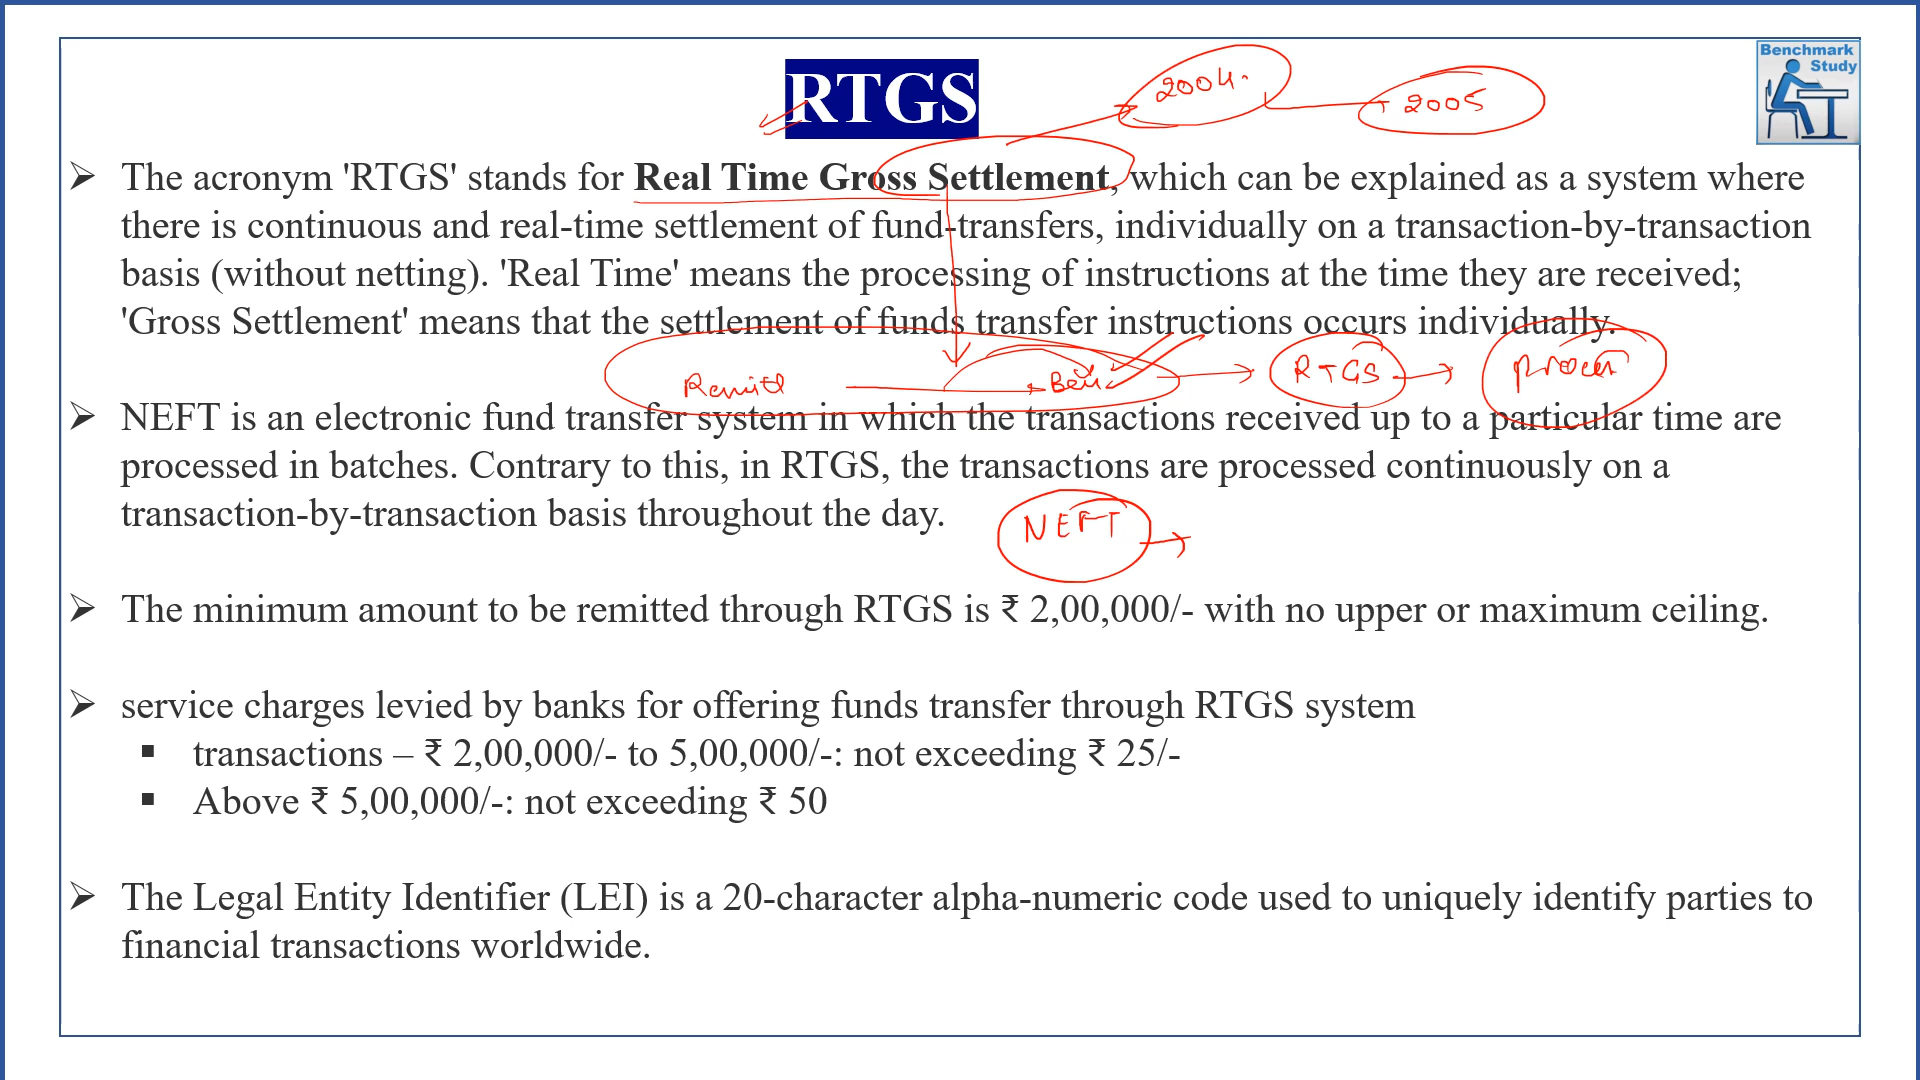 Benchmark
Study
RTGS
2004
2005
➢ The acronym 'RTGS' stands for Real Time Gross Settlement, which can be explained as a system where
there is continuous and real-time settlement of fund-transfers, individually on a transaction-by-transaction
basis (without netting). 'Real Time' means the processing of instructions at the time they are received;
'Gross Settlement' means that the settlement of funds transfer instructions occurs individually.
RTGS
➢ NEFT is an electronic fund transfer system in which the transactions received up to a particular time are
processed in batches. Contrary to this, in RTGS, the transactions are processed continuously on a
transaction-by-transaction basis throughout the day.
NEFT
➢ The minimum amount to be remitted through RTGS is ₹ 2,00,000/- with no upper or maximum ceiling.
➢ service charges levied by banks for offering funds transfer through RTGS system
▪ transactions – ₹ 2,00,000/- to 5,00,000/-: not exceeding ₹ 25/-
▪ Above ₹ 5,00,000/-: not exceeding ₹ 50
➢ The Legal Entity Identifier (LEI) is a 20-character alpha-numeric code used to uniquely identify parties to
financial transactions worldwide.